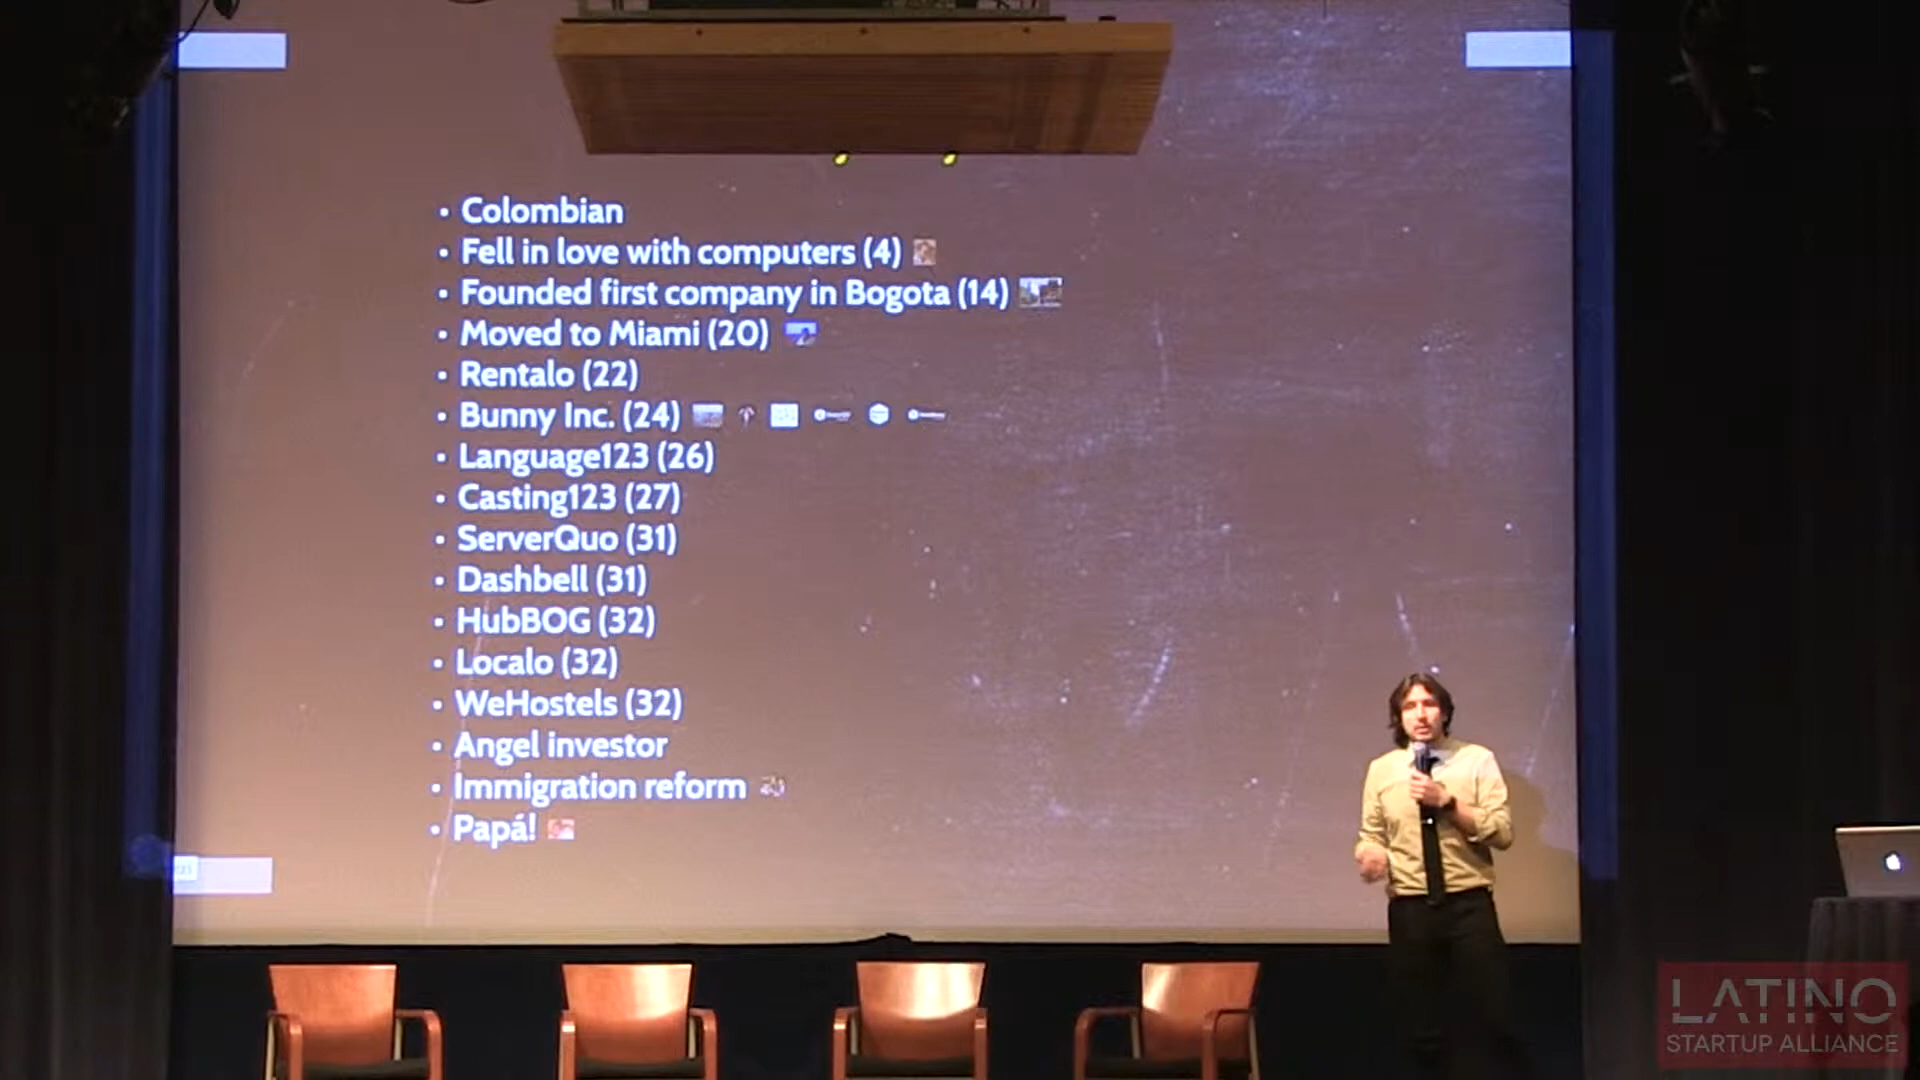 • Colombian
• Fell in love with computers (4)
• Founded first company in Bogota (14)
• Moved to Miami (20)
• Rentalo (22)
• Bunny Inc. (24)
• Language123 (26)
• Casting123 (27)
• ServerQuo (31)
• Dashbell (31)
• HubBOG (32)
• Localo (32)
• WeHostels (32)
• Angel investor
• Immigration reform
• Papá!
LATINO
STARTUP ALLIANCE